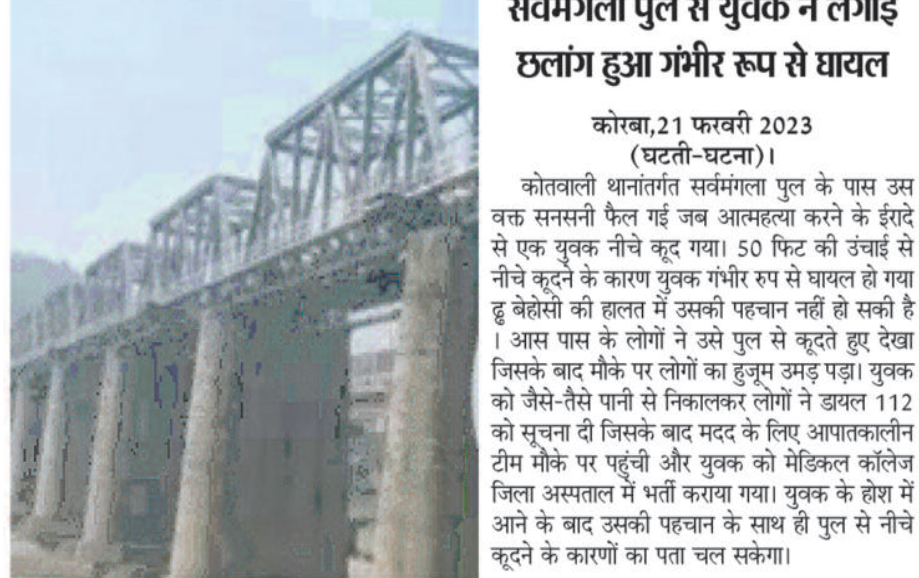 सर्वमंगला पुल से युवक ने लगाई
छलांग हुआ गंभीर रूप से घायल
कोरबा,21 फरवरी 2023
(घटती-घटना)।
कोतवाली थानांतर्गत सर्वमंगला पुल के पास उस
वक्त सनसनी फैल गई जब आत्महत्या करने के ईरादे
से एक युवक नीचे कूद गया। 50 फिट की उंचाई से
नीचे कूदने के कारण युवक गंभीर रुप से घायल हो गया
ढ्ढ बेहोसी की हालत में उसकी पहचान नहीं हो सकी है
। आस पास के लोगों ने उसे पुल से कूदते हुए देखा
जिसके बाद मौके पर लोगों का हुजूम उमड़ पड़ा। युवक
को जैसे-तैसे पानी से निकालकर लोगों ने डायल 112
को सूचना दी जिसके बाद मदद के लिए आपातकालीन
टीम मौके पर पहुंची और युवक को मेडिकल कॉलेज
जिला अस्पताल में भर्ती कराया गया। युवक के होश में
आने के बाद उसकी पहचान के साथ ही पुल से नीचे
कूदने के कारणों का पता चल सकेगा।